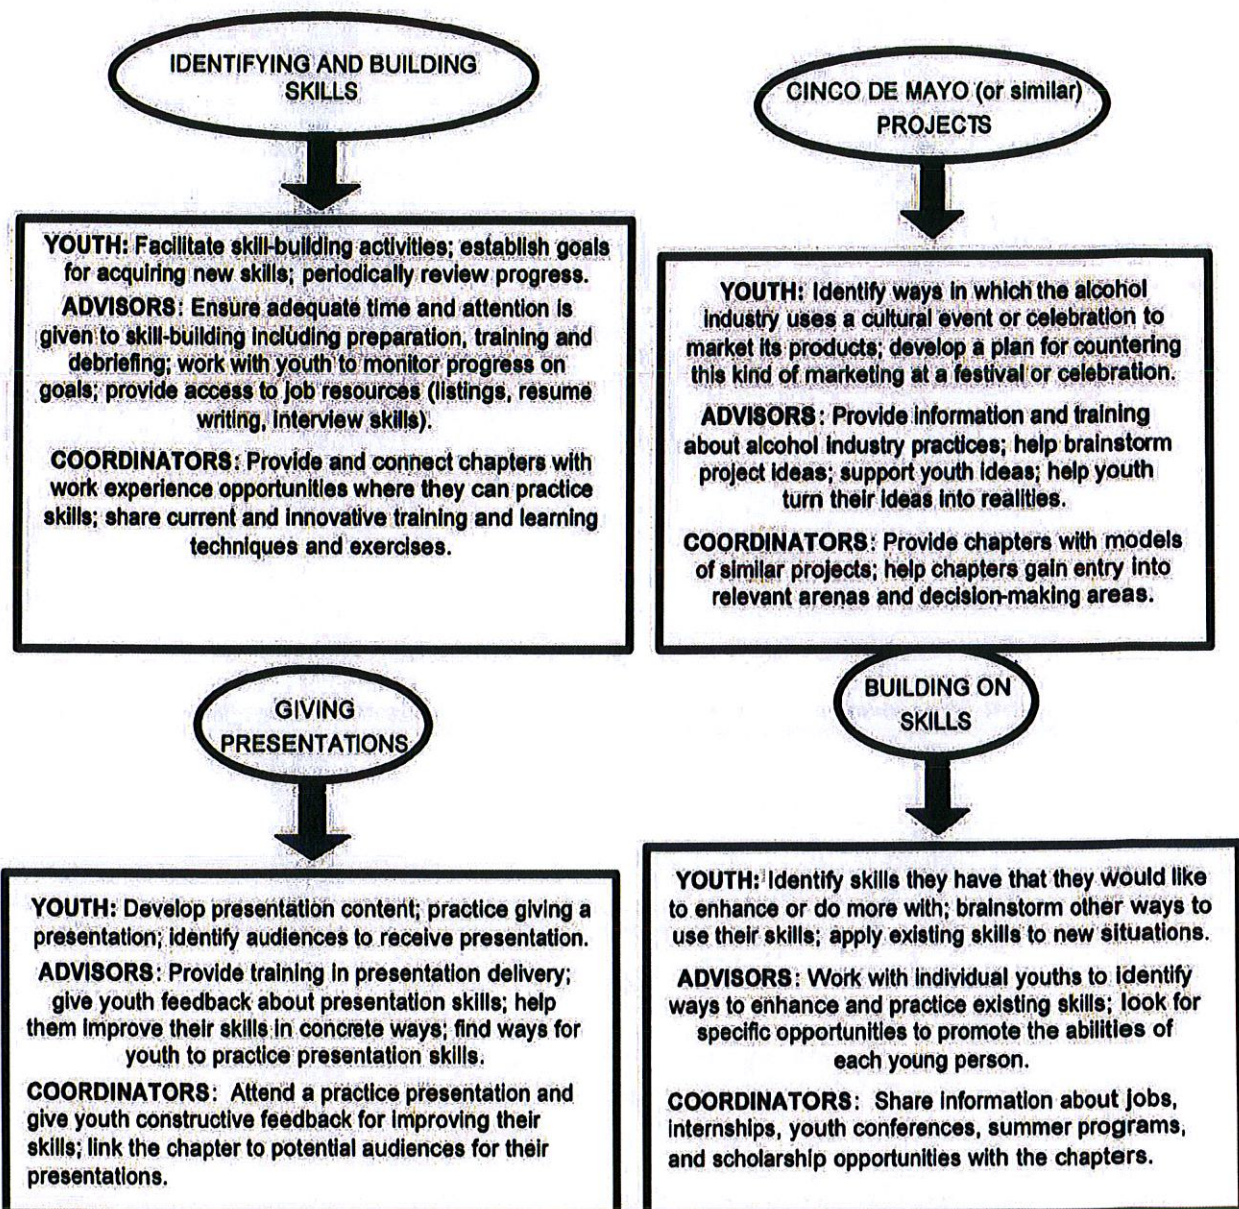 IDENTIFYING AND BUILDING
SKILLS
YOUTH: Facilitate skill-building activities; establish goals
for acquiring new skills; periodically review progress.
ADVISORS: Ensure adequate time and attention is
given to skill-building including preparation, training and
debriefing; work with youth to monitor progress on
goals; provide access to job resources (listings, resume
writing, interview skills).
COORDINATORS: Provide and connect chapters with
work experience opportunities where they can practice
skills; share current and innovative training and learning
techniques and exercises.
CINCO DE MAYO (or similar)
PROJECTS
YOUTH: Identify ways in which the alcohol
industry uses a cultural event or celebration to
market its products; develop a plan for countering
this kind of marketing at a festival or celebration.
ADVISORS: Provide information and training
about alcohol industry practices; help brainstorm
project ideas; support youth ideas; help youth
turn their ideas into realities.
COORDINATORS: Provide chapters with models
of similar projects; help chapters gain entry into
relevant arenas and decision-making areas.
GIVING
PRESENTATIONS
YOUTH: Develop presentation content; practice giving a
presentation; identify audiences to receive presentation.
ADVISORS: Provide training in presentation delivery;
give youth feedback about presentation skills; help
them improve their skills in concrete ways; find ways for
youth to practice presentation skills.
COORDINATORS: Attend a practice presentation and
give youth constructive feedback for improving their
skills; link the chapter to potential audiences for their
presentations.
BUILDING ON
SKILLS
YOUTH: Identify skills they have that they would like
to enhance or do more with; brainstorm other ways to
use their skills; apply existing skills to new situations.
ADVISORS: Work with individual youths to identify
ways to enhance and practice existing skills; look for
specific opportunities to promote the abilities of
each young person.
COORDINATORS: Share information about jobs,
internships, youth conferences, summer programs,
and scholarship opportunities with the chapters.